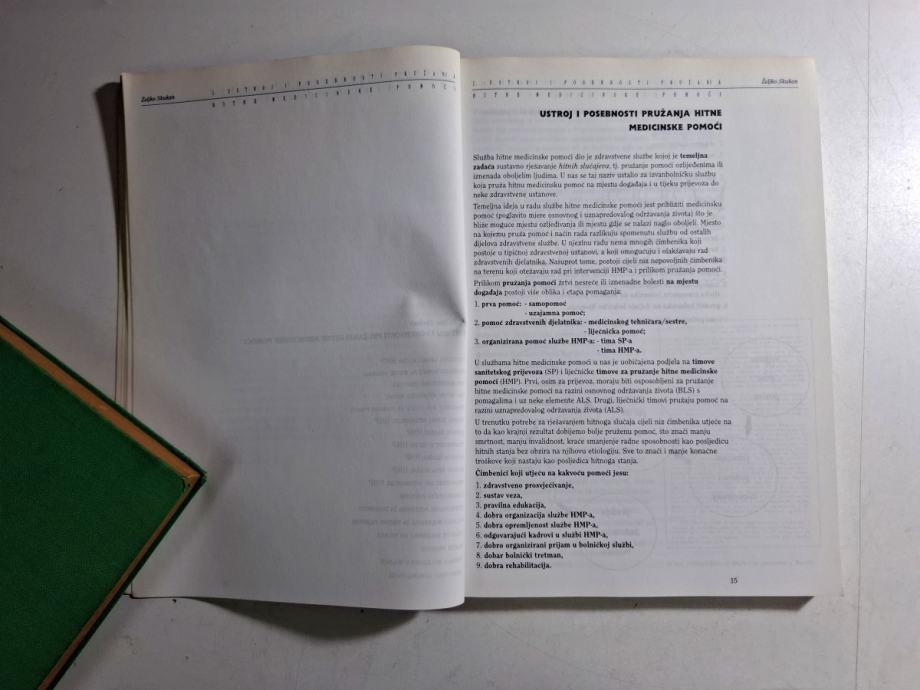 Željko Skukan
1. USTROJ I POSEBNOSTI PRUŽANJA
HITNE MEDICINSKE POMOĆI
1. USTROJ I POSEBNOSTI PRUŽANJA
HITNE MEDICINSKE POMOĆI
Željko Skukan
USTROJ I POSEBNOSTI PRUŽANJA HITNE
MEDICINSKE POMOĆI
Služba hitne medicinske pomoći dio je zdravstvene službe kojoj je temeljna
zadaća sustavno rješavanje hitnih slučajeva, tj. pružanje pomoći ozlijeđenima ili
iznenada oboljelim ljudima. U nas se taj naziv ustalio za izvanbolničku službu
koja pruža hitnu medicinsku pomoć na mjestu događaja i u tijeku prijevoza do
neke zdravstvene ustanove.
Temeljna ideja u radu službe hitne medicinske pomoći jest približiti medicinsku
pomoć (poglavito mjere osnovnog i uznapredovalog održavanja života) što je
bliže moguće mjestu ozljeđivanja ili mjestu gdje se nalazi naglo oboljeli. Mjesto
na kojemu pruža pomoć i način rada razlikuju spomenutu službu od ostalih
dijelova zdravstvene službe. U njezinu radu nema mnogih čimbenika koji
postoje u tipičnoj zdravstvenoj ustanovi, a koji omogućuju i olakšavaju rad
zdravstvenih djelatnika. Nasuprot tome, postoji cijeli niz nepovoljnih čimbenika
na terenu koji otežavaju rad pri intervenciji HMP-a i prilikom pružanja pomoći.
Prilikom pružanja pomoći žrtvi nesreće ili iznenadne bolesti na mjestu
događaja postoji više oblika i etapa pomaganja:
1. prva pomoć: - samopomoć
- uzajamna pomoć;
2. pomoć zdravstvenih djelatnika: - medicinskog tehničara/sestre,
- liječnička pomoć;
3. organizirana pomoć službe HMP-a: - tima SP-a
- tima HMP-a.
U službama hitne medicinske pomoći u nas je uobičajena podjela na timove
sanitetskog prijevoza (SP) i liječničke timove za pružanje hitne medicinske
pomoći (HMP). Prvi, osim za prijevoz, moraju biti osposobljeni za pružanje
hitne medicinske pomoći na razini osnovnog održavanja života (BLS) s
pomagalima i uz neke elemente ALS. Drugi, liječnički timovi pružaju pomoć na
razini uznapredovalog održavanja života (ALS).
U trenutku potrebe za rješavanjem hitnoga slučaja cijeli niz čimbenika utječe na
to da kao krajnji rezultat dobijemo bolje pruženu pomoć, što znači manju
smrtnost, manju invalidnost, kraće smanjenje radne sposobnosti kao posljedicu
hitnih stanja bez obzira na njihovu etiologiju. Sve to znači i manje konačne
troškove koji nastaju kao posljedica hitnoga stanja.
Čimbenici koji utječu na kakvoću pomoći jesu:
1. zdravstveno prosvjećivanje,
2. sustav veza,
3. pravilna edukacija,
4. dobra organizacija službe HMP-a,
5. dobra opremljenost službe HMP-a,
6. odgovarajući kadrovi u službi HMP-a,
7. dobro organizirani prijam u bolničkoj službi,
8. dobar bolnički tretman,
9. dobra rehabilitacija.
15